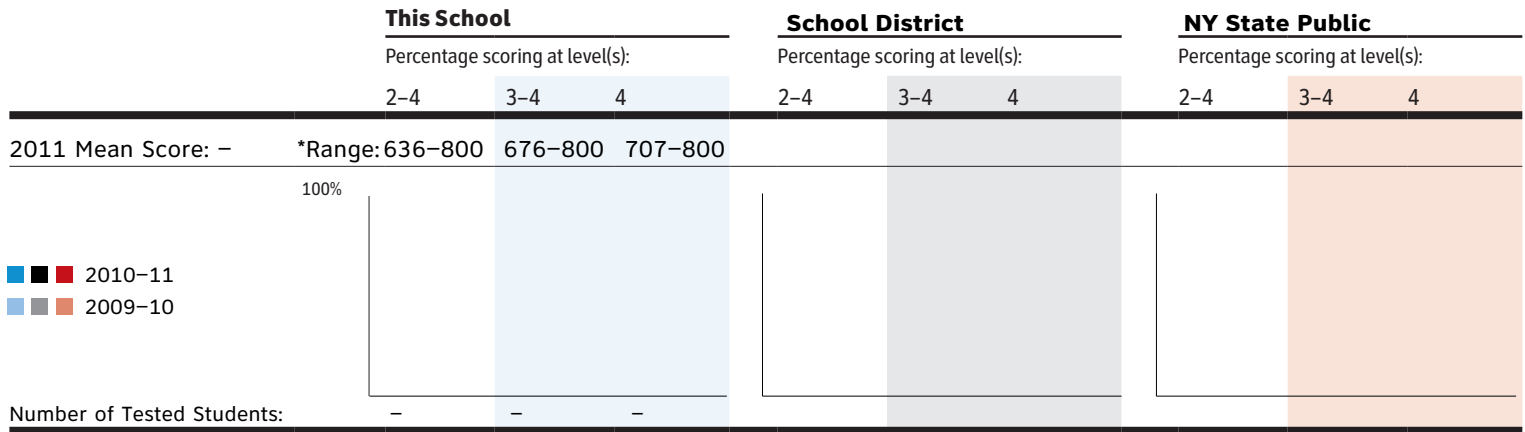 This School School District NY State Public
Percentage scoring at level(s): Percentage scoring at level(s): Percentage scoring at level(s):
2–4 3–4 4 2–4 3–4 4 2–4 3–4 4
2011 Mean Score: – *Range: 636–800 676–800 707–800
100%
2010–11
2009–10
Number of Tested Students: – – –